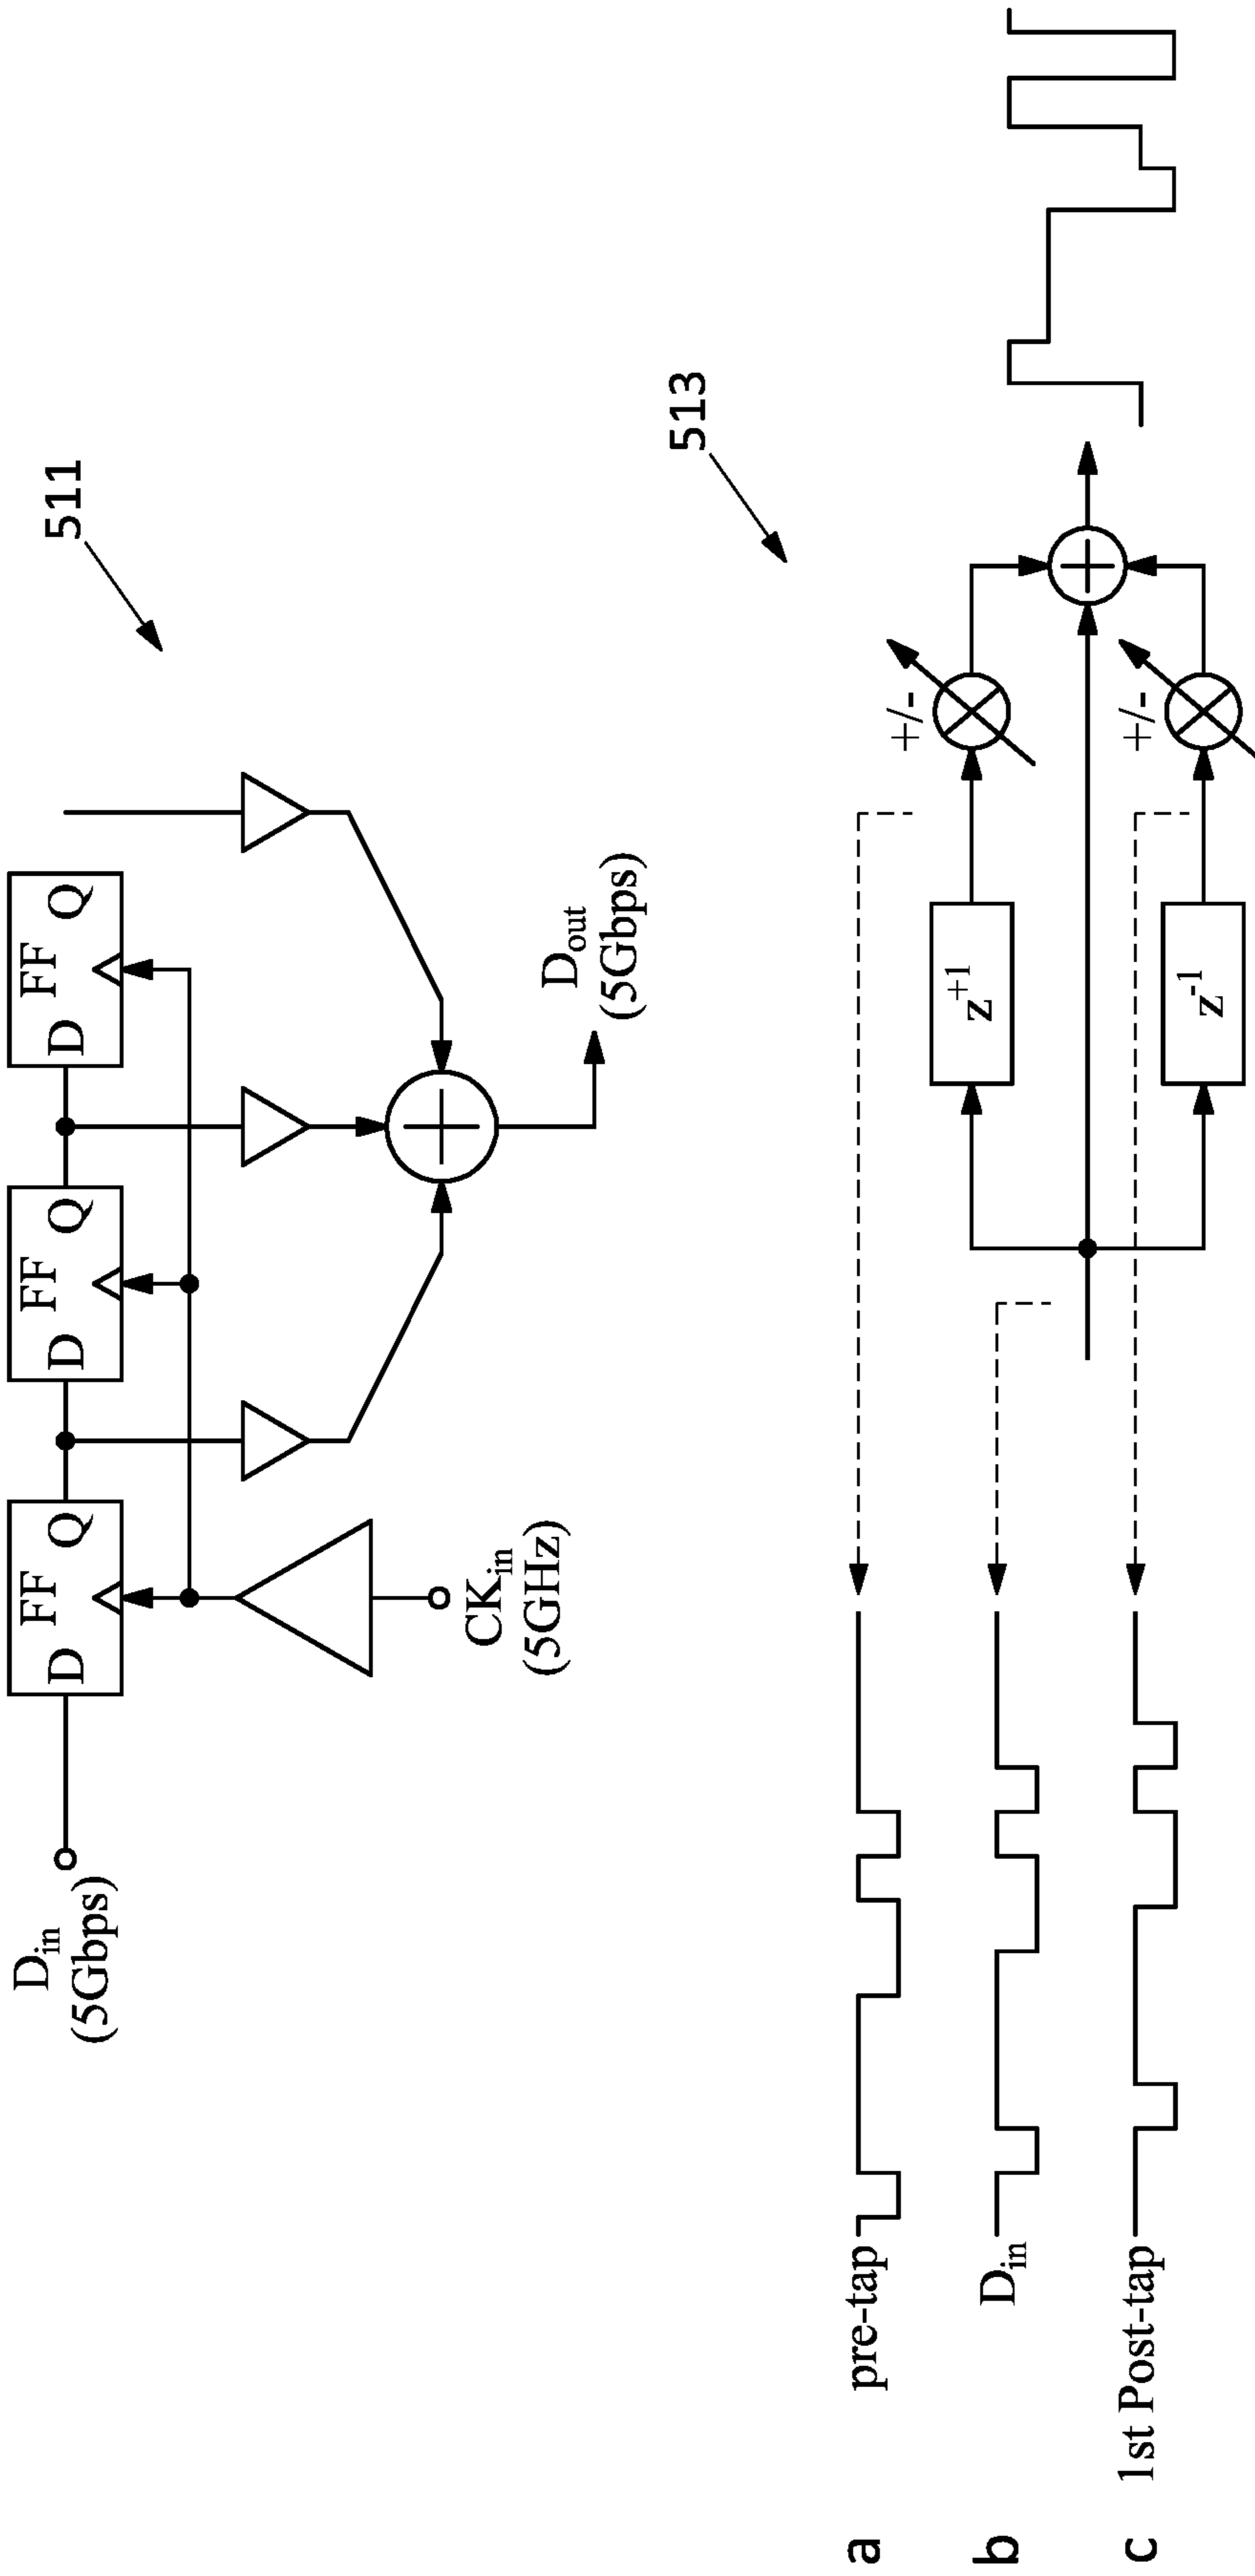 511
D FF Q
D FF Q
D FF Q
D_in
(5Gbps)
CK_in
(5GHz)
D_out
(5Gbps)
513
a pre-tap
b D_in
c 1st Post-tap
z^+1
+/-
z^-1
+/-